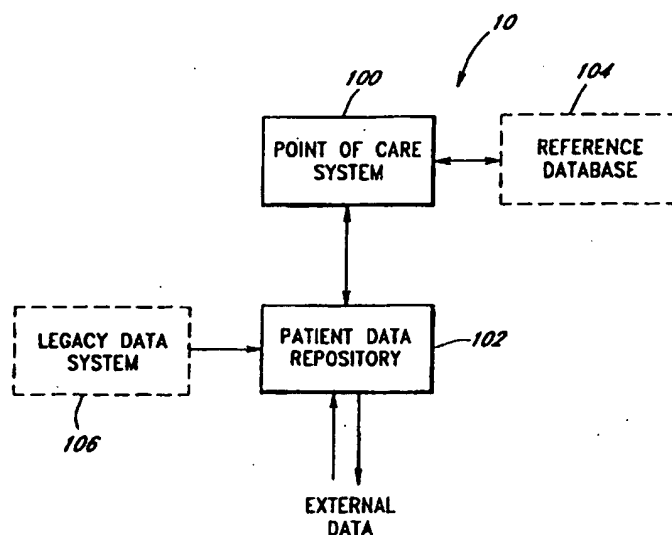 10
100
104
POINT OF CARE
SYSTEM
REFERENCE
DATABASE
LEGACY DATA
SYSTEM
PATIENT DATA
REPOSITORY
102
106
EXTERNAL
DATA